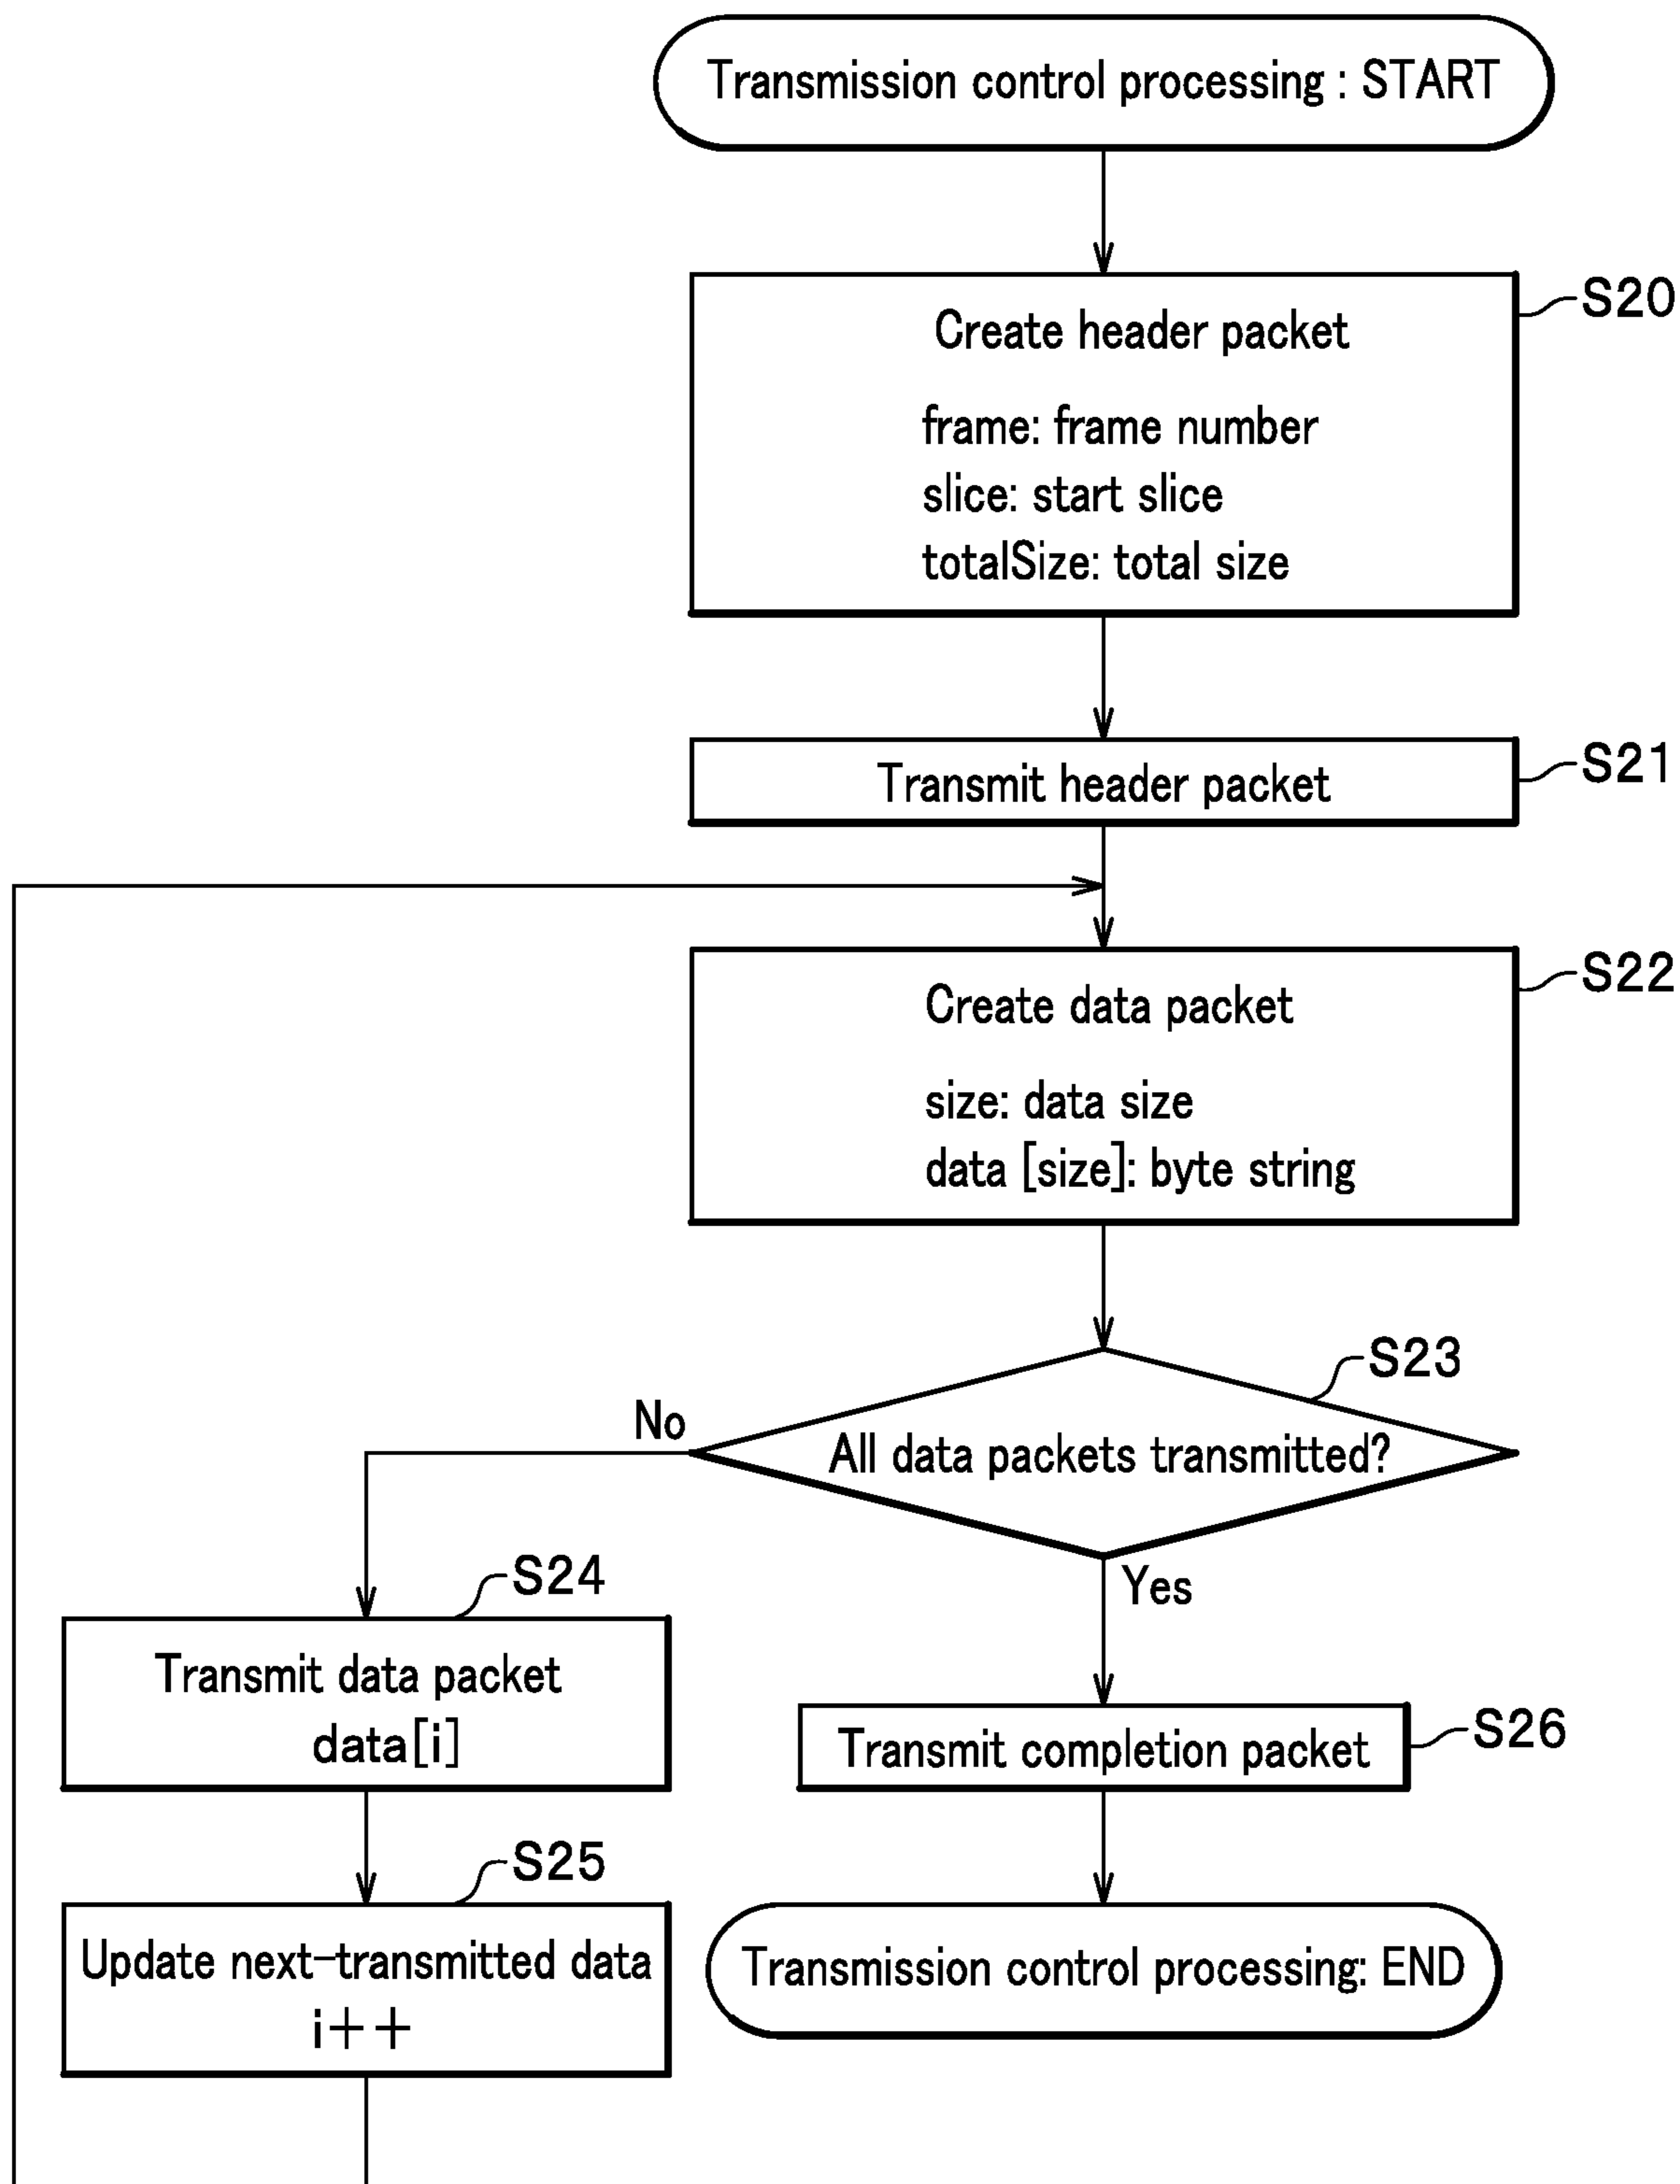 Transmission control processing : START
S20
Create header packet
frame: frame number
slice: start slice
totalSize: total size
S21
Transmit header packet
S22
Create data packet
size: data size
data [size]: byte string
S23
All data packets transmitted?
No
Yes
S24
Transmit data packet
data[i]
S26
Transmit completion packet
S25
Update next-transmitted data
i++
Transmission control processing: END